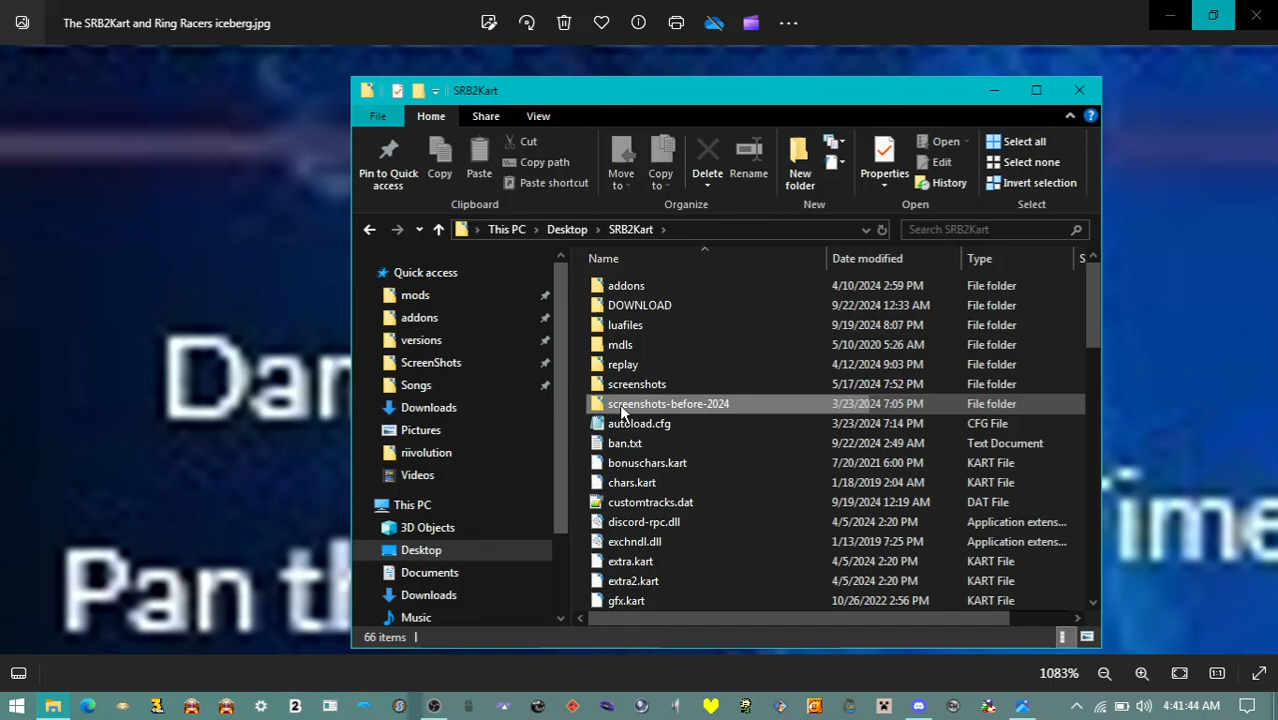 The SRB2Kart and Ring Racers iceberg.jpg
SRB2Kart
File Home Share View
Pin to Quick access
Copy
Paste
Cut
Copy path
Paste shortcut
Move to
Copy to
Delete
Rename
New folder
Properties
Open
Edit
History
Select all
Select none
Invert selection
Clipboard Organize New Open Select
This PC Desktop SRB2Kart
Search SRB2Kart
Name Date modified Type S
Quick access
mods
addons
versions
ScreenShots
Songs
Downloads
Pictures
riivolution
Videos
This PC
3D Objects
Desktop
Documents
Downloads
Music
addons 4/10/2024 2:59 PM File folder
DOWNLOAD 9/22/2024 12:33 AM File folder
luafiles 9/19/2024 8:07 PM File folder
mdls 5/10/2020 5:26 AM File folder
replay 4/12/2024 9:03 PM File folder
screenshots 5/17/2024 7:52 PM File folder
screenshots-before-2024 3/23/2024 7:05 PM File folder
autoload.cfg 3/23/2024 7:14 PM CFG File
ban.txt 9/22/2024 2:49 AM Text Document
bonuschars.kart 7/20/2021 6:00 PM KART File
chars.kart 1/18/2019 2:04 AM KART File
customtracks.dat 9/19/2024 12:19 AM DAT File
discord-rpc.dll 4/5/2024 2:20 PM Application extens...
exchndl.dll 1/13/2019 7:25 PM Application extens...
extra.kart 4/5/2024 2:20 PM KART File
extra2.kart 4/5/2024 2:20 PM KART File
gfx.kart 10/26/2022 2:56 PM KART File
66 items
Dan
Pan th
Time
1083%
4:41:44 AM